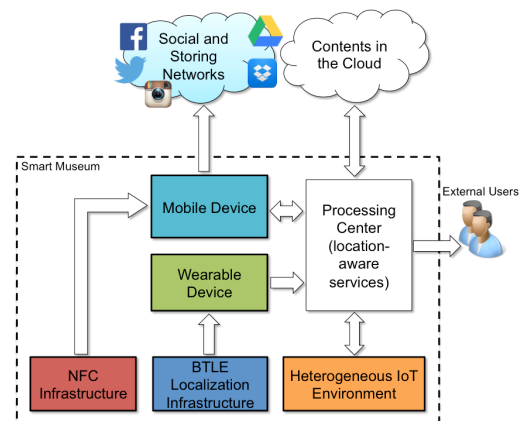 Social and
Storing
Networks
Contents in
the Cloud
Smart Museum
External Users
Mobile Device
Processing
Center
(location-
aware
services)
Wearable
Device
NFC
Infrastructure
BTLE
Localization
Infrastructure
Heterogeneous IoT
Environment